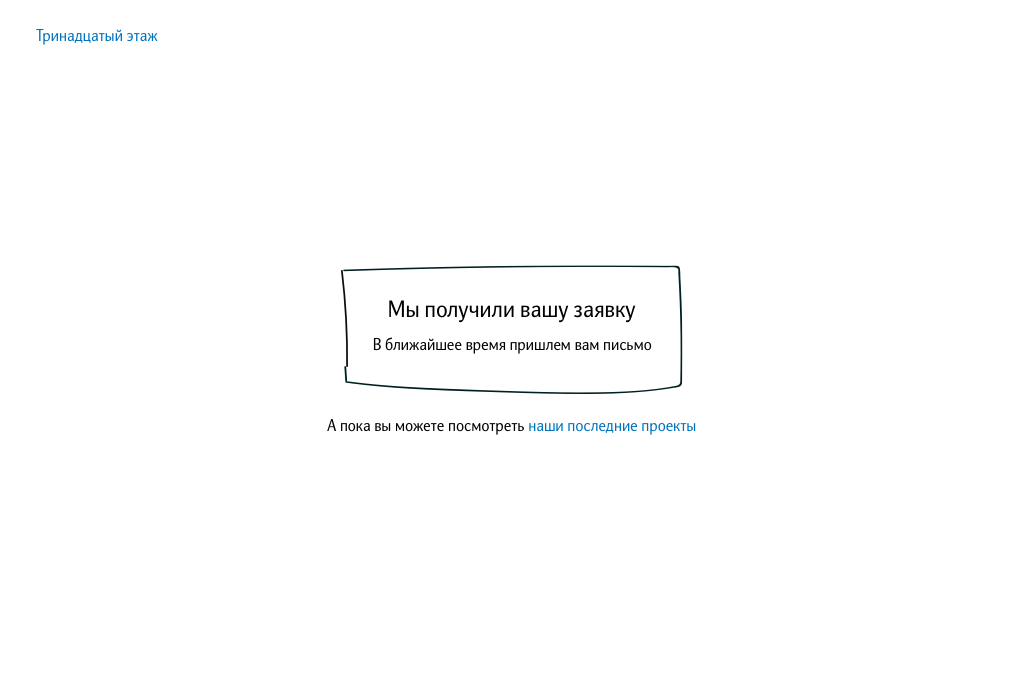 Тринадцатый этаж
Мы получили вашу заявку
В ближайшее время пришлем вам письмо
А пока вы можете посмотреть наши последние проекты